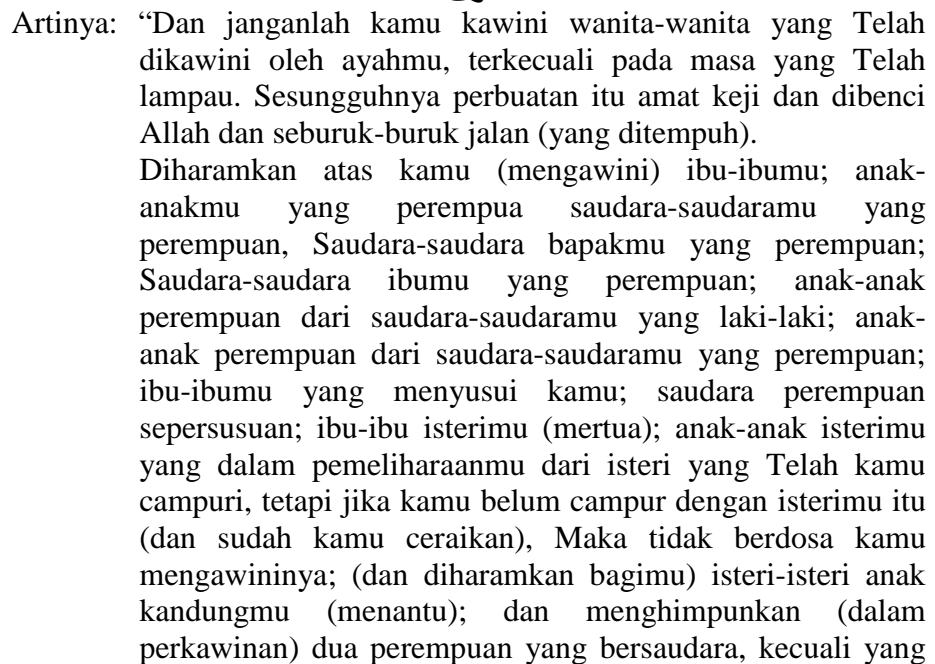 Artinya: “Dan janganlah kamu kawini wanita-wanita yang Telah
dikawini oleh ayahmu, terkecuali pada masa yang Telah
lampau. Sesungguhnya perbuatan itu amat keji dan dibenci
Allah dan seburuk-buruk jalan (yang ditempuh).
Diharamkan atas kamu (mengawini) ibu-ibumu; anak-
anakmu yang perempua saudara-saudaramu yang
perempuan, Saudara-saudara bapakmu yang perempuan;
Saudara-saudara ibumu yang perempuan; anak-anak
perempuan dari saudara-saudaramu yang laki-laki; anak-
anak perempuan dari saudara-saudaramu yang perempuan;
ibu-ibumu yang menyusui kamu; saudara perempuan
sepersusuan; ibu-ibu isterimu (mertua); anak-anak isterimu
yang dalam pemeliharaanmu dari isteri yang Telah kamu
campuri, tetapi jika kamu belum campur dengan isterimu itu
(dan sudah kamu ceraikan), Maka tidak berdosa kamu
mengawininya; (dan diharamkan bagimu) isteri-isteri anak
kandungmu (menantu); dan menghimpunkan (dalam
perkawinan) dua perempuan yang bersaudara, kecuali yang